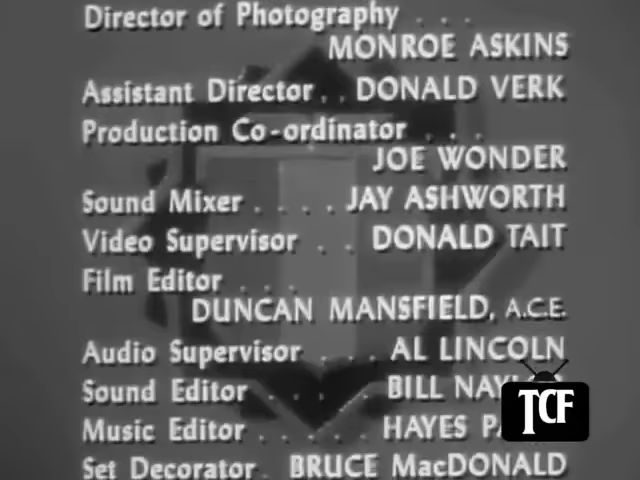 Director of Photography . . .
MONROE ASKINS
Assistant Director . . DONALD VERK
Production Co-ordinator . . .
JOE WONDER
Sound Mixer . . . . JAY ASHWORTH
Video Supervisor . . DONALD TAIT
Film Editor . . .
DUNCAN MANSFIELD, A.C.E.
Audio Supervisor . . . AL LINCOLN
Sound Editor . . . . BILL
Music Editor . . . . . HAYES
TCF
Set Decorator . BRUCE MacDONALD